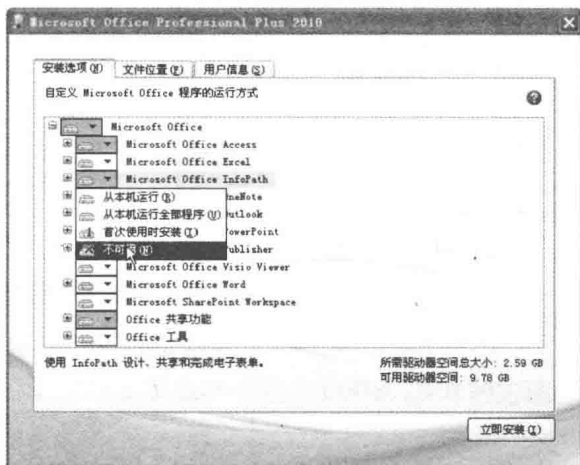 Microsoft Office Professional Plus 2010
安装选项(N) 文件位置(F) 用户信息(S)
自定义 Microsoft Office 程序的运行方式
Microsoft Office
Microsoft Office Access
Microsoft Office Excel
Microsoft Office InfoPath
从本机运行(R) OneNote
从本机运行全部程序(U) Outlook
首次使用时安装(I) PowerPoint
不可 (N) Publisher
Microsoft Office Visio Viewer
Microsoft Office Word
Microsoft SharePoint Workspace
Office 共享功能
Office 工具
使用 InfoPath 设计、共享和完成电子表单。
所需驱动器空间总大小: 2.59 GB
可用驱动器空间: 9.78 GB
立即安装(I)